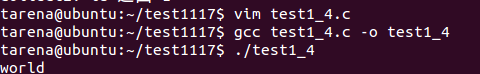 tarena@ubuntu:~/test1117$ vim test1_4.c
tarena@ubuntu:~/test1117$ gcc test1_4.c -o test1_4
tarena@ubuntu:~/test1117$ ./test1_4
world